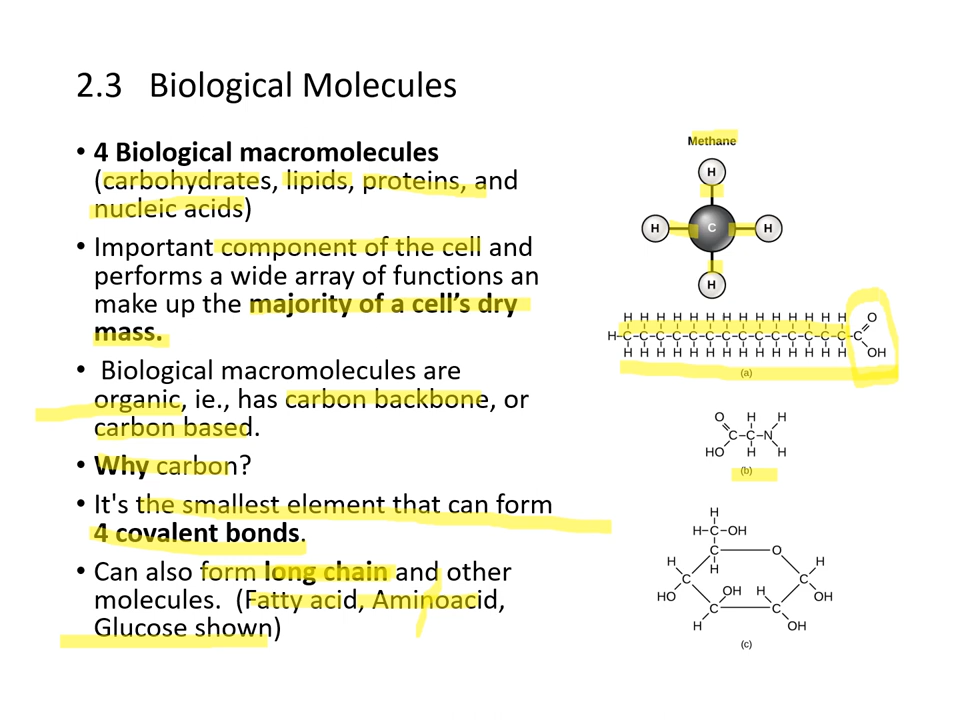 2.3 Biological Molecules
• 4 Biological macromolecules
(carbohydrates, lipids, proteins, and
nucleic acids)
• Important component of the cell and
performs a wide array of functions an
make up the majority of a cell's dry
mass.
• Biological macromolecules are
organic, ie., has carbon backbone, or
carbon based.
• Why carbon?
• It's the smallest element that can form
4 covalent bonds.
• Can also form long chain and other
molecules. (Fatty acid, Aminoacid,
Glucose shown)
Methane
H
H C H
H
H H H H H H H H H H H H H H O
H-C-C-C-C-C-C-C-C-C-C-C-C-C-C-C
H H H H H H H H H H H H H H OH
(a)
O H H
C-C-N
HO H H
(b)
H
H-C-OH
C O
H H H
C C
HO OH H OH
C C
H OH
(c)